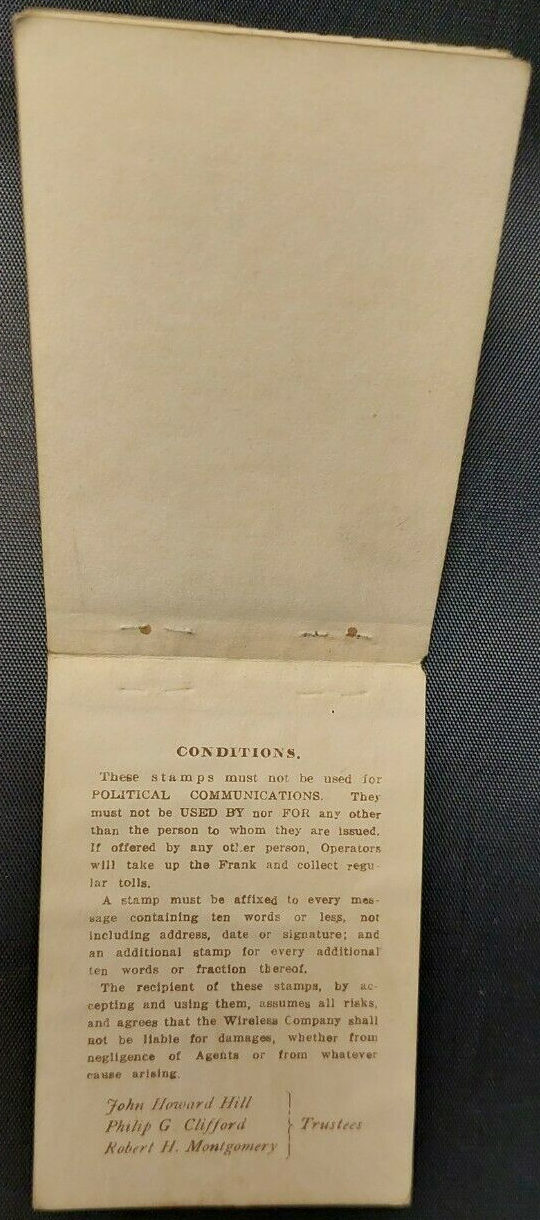 CONDITIONS.
These stamps must not be used for
POLITICAL COMMUNICATIONS. They
must not be USED BY nor FOR any other
than the person to whom they are issued.
If offered by any other person, Operators
will take up the Frank and collect regu-
lar tolls.
A stamp must be affixed to every mes-
sage containing ten words or less, not
including address, date or signature; and
an additional stamp for every additional
ten words or fraction thereof.
The recipient of these stamps, by ac-
cepting and using them, assumes all risks,
and agrees that the Wireless Company shall
not be liable for damages, whether from
negligence of Agents or from whatever
cause arising.
John Howard Hill
Philip G Clifford } Trustees
Robert H. Montgomery